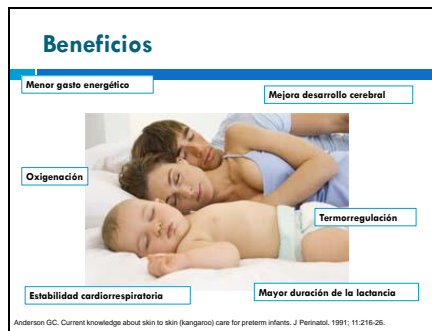 Beneficios
Menor gasto energético
Mejora desarrollo cerebral
Oxigenación
Termorregulación
Estabilidad cardiorrespiratoria
Mayor duración de la lactancia
Anderson GC. Current knowledge about skin to skin (kangaroo) care for preterm infants. J Perinatol. 1991; 11:216-26.